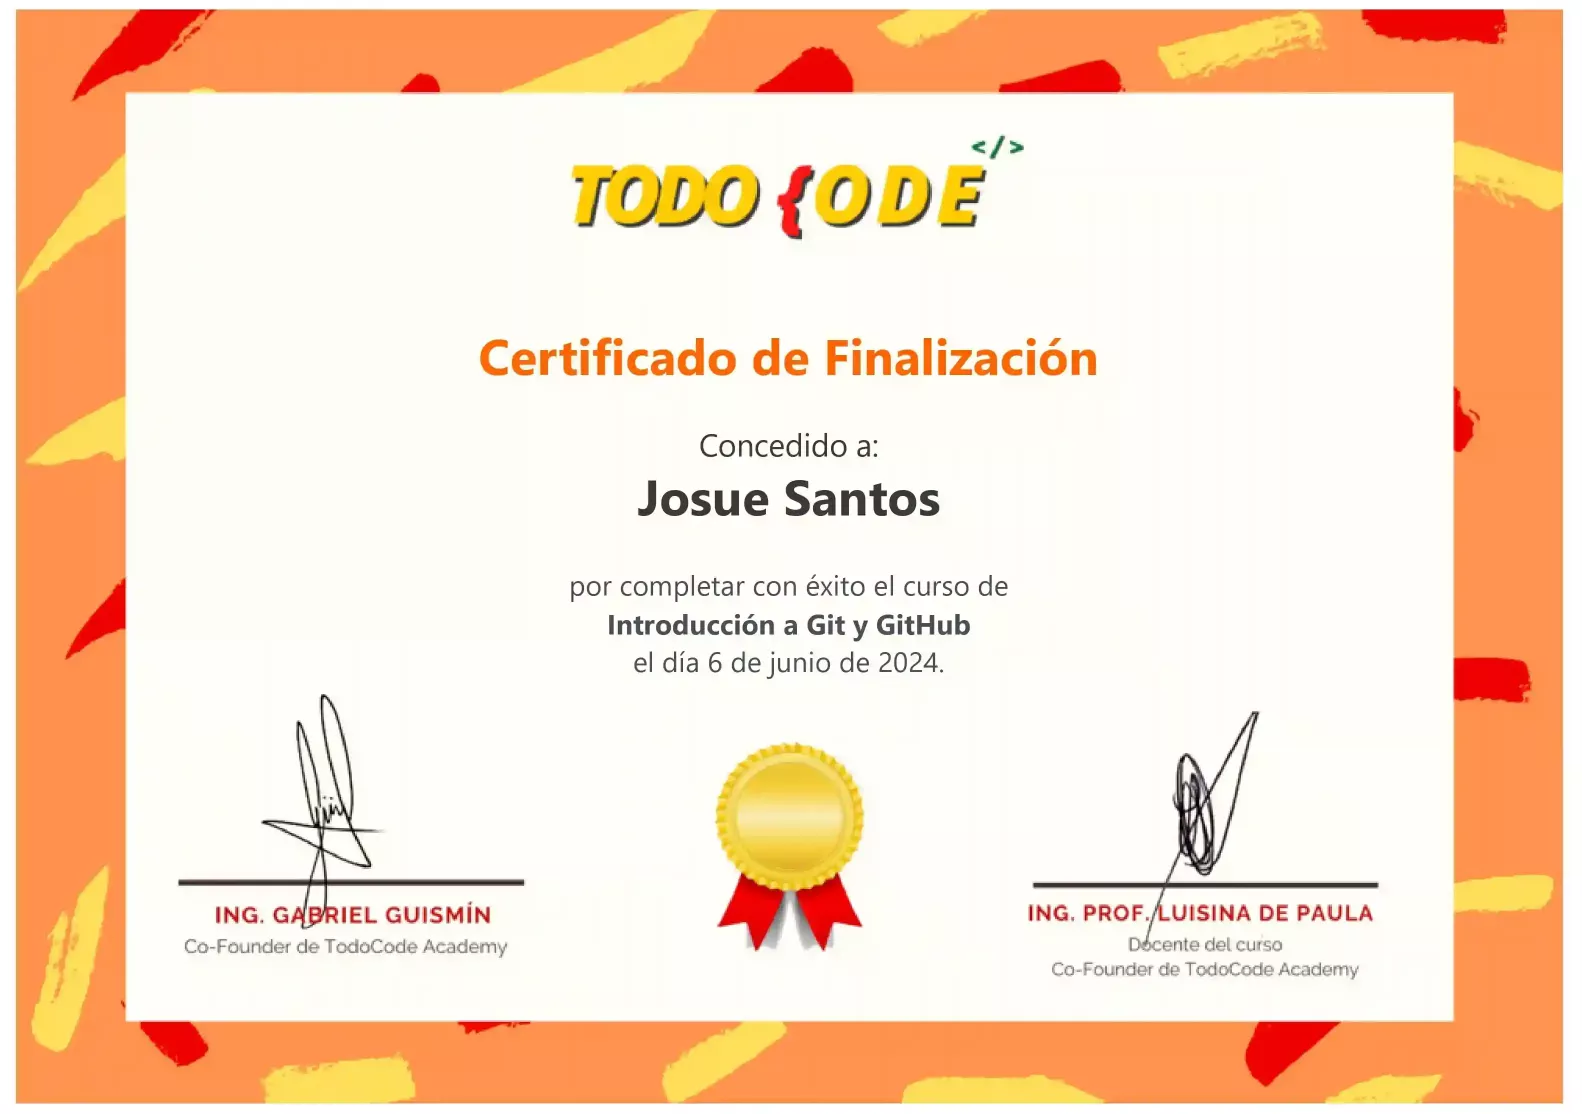 </>
TODO {ODE
Certificado de Finalización
Concedido a:
Josue Santos
por completar con éxito el curso de
Introducción a Git y GitHub
el día 6 de junio de 2024.
ING. GABRIEL GUISMÍN
Co-Founder de TodoCode Academy
ING. PROF. LUISINA DE PAULA
Docente del curso
Co-Founder de TodoCode Academy